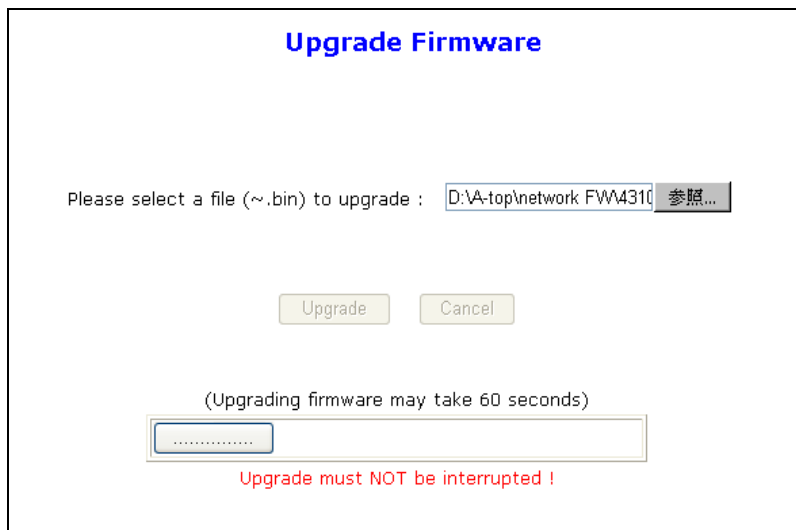 Upgrade Firmware
Please select a file (~.bin) to upgrade : D:\A-top\network FW\4310 参照...
Upgrade Cancel
(Upgrading firmware may take 60 seconds)
...............
Upgrade must NOT be interrupted !